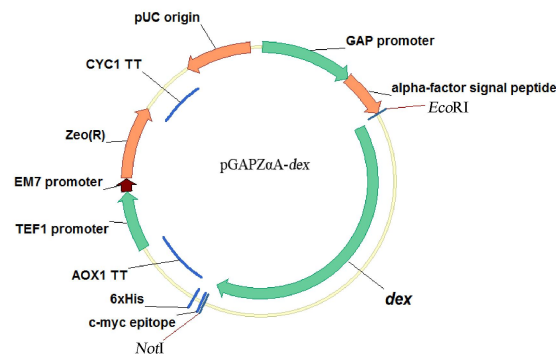 pUC origin
GAP promoter
CYC1 TT
alpha-factor signal peptide
EcoRI
Zeo(R)
pGAPZαA-dex
EM7 promoter
TEF1 promoter
AOX1 TT
dex
6xHis
c-myc epitope
NotI